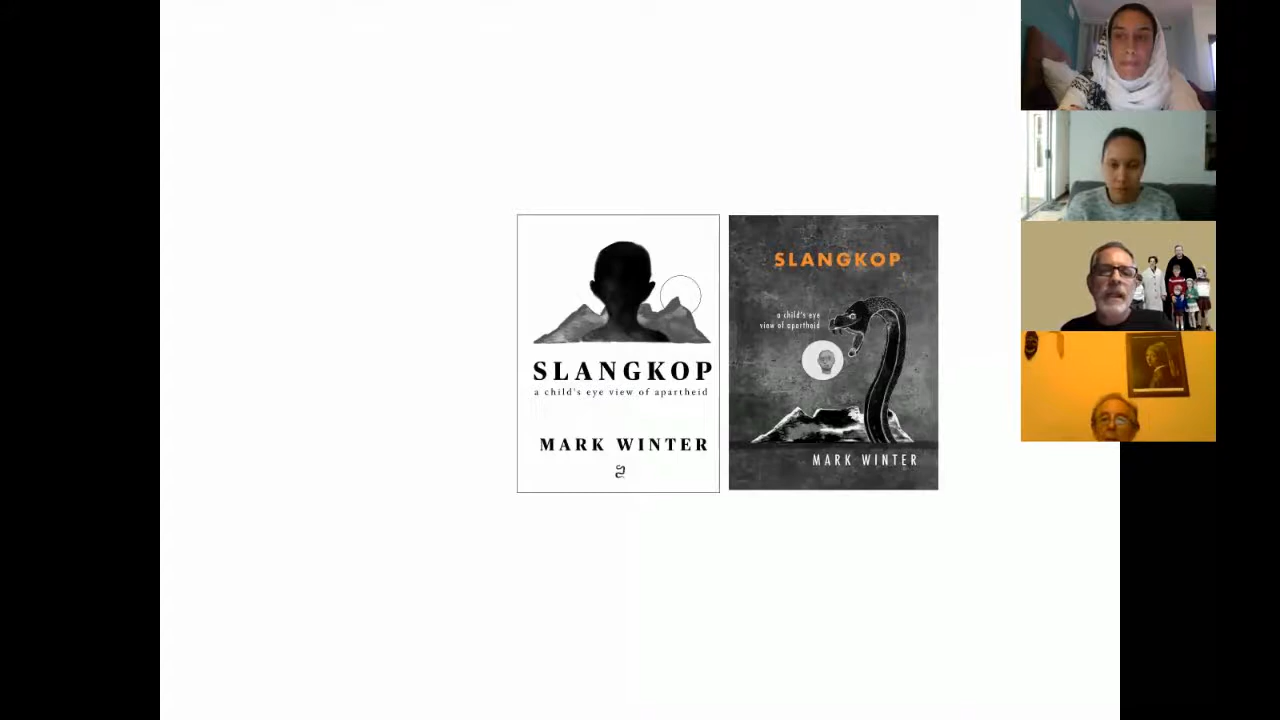 SLANGKOP
a child's eye view of apartheid
MARK WINTER
SLANGKOP
a child's eye
view of apartheid
MARK WINTER